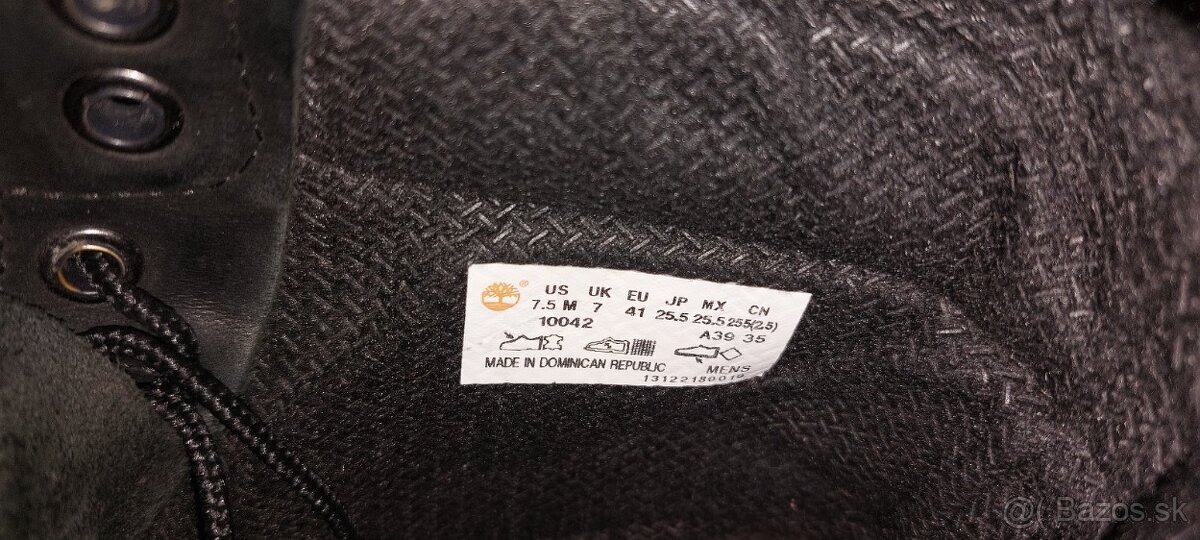 US UK EU JP MX CN
7.5 M 7 41 25.5 25.5 255(2.5)
10042 A39 35
MADE IN DOMINICAN REPUBLIC MENS
®
@ Bazos.sk